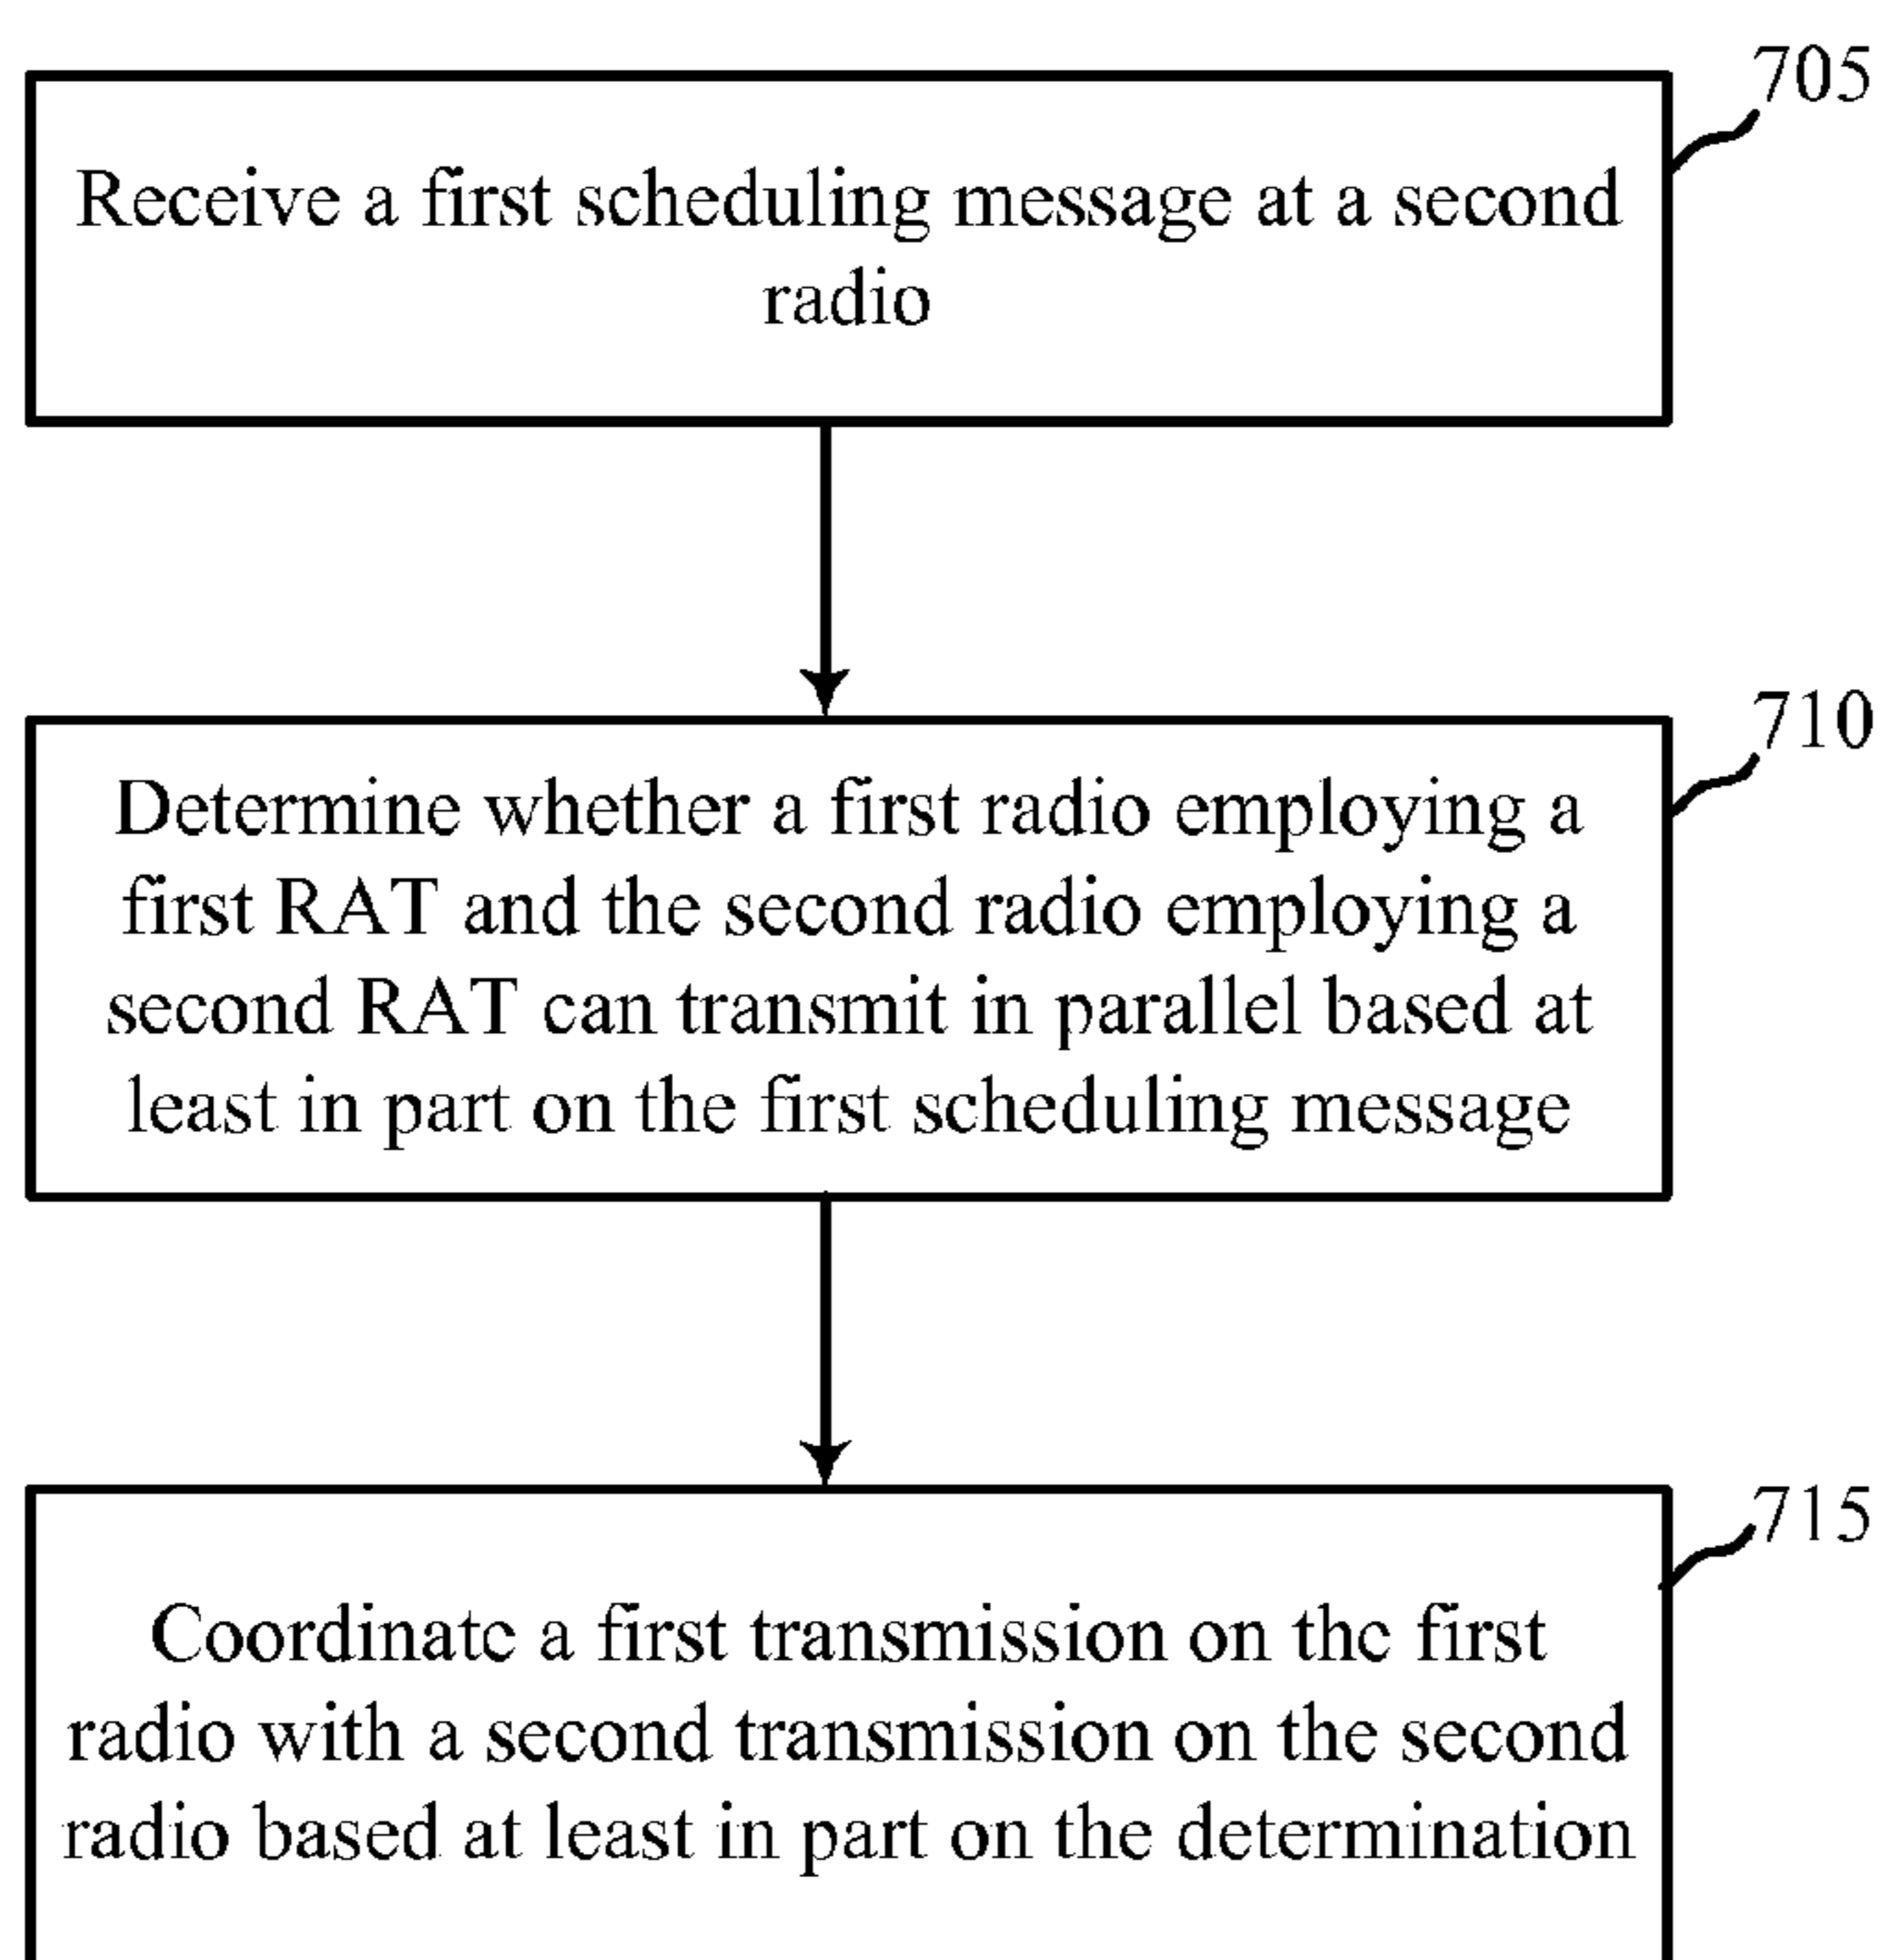 705
Receive a first scheduling message at a second
radio
710
Determine whether a first radio employing a
first RAT and the second radio employing a
second RAT can transmit in parallel based at
least in part on the first scheduling message
715
Coordinate a first transmission on the first
radio with a second transmission on the second
radio based at least in part on the determination